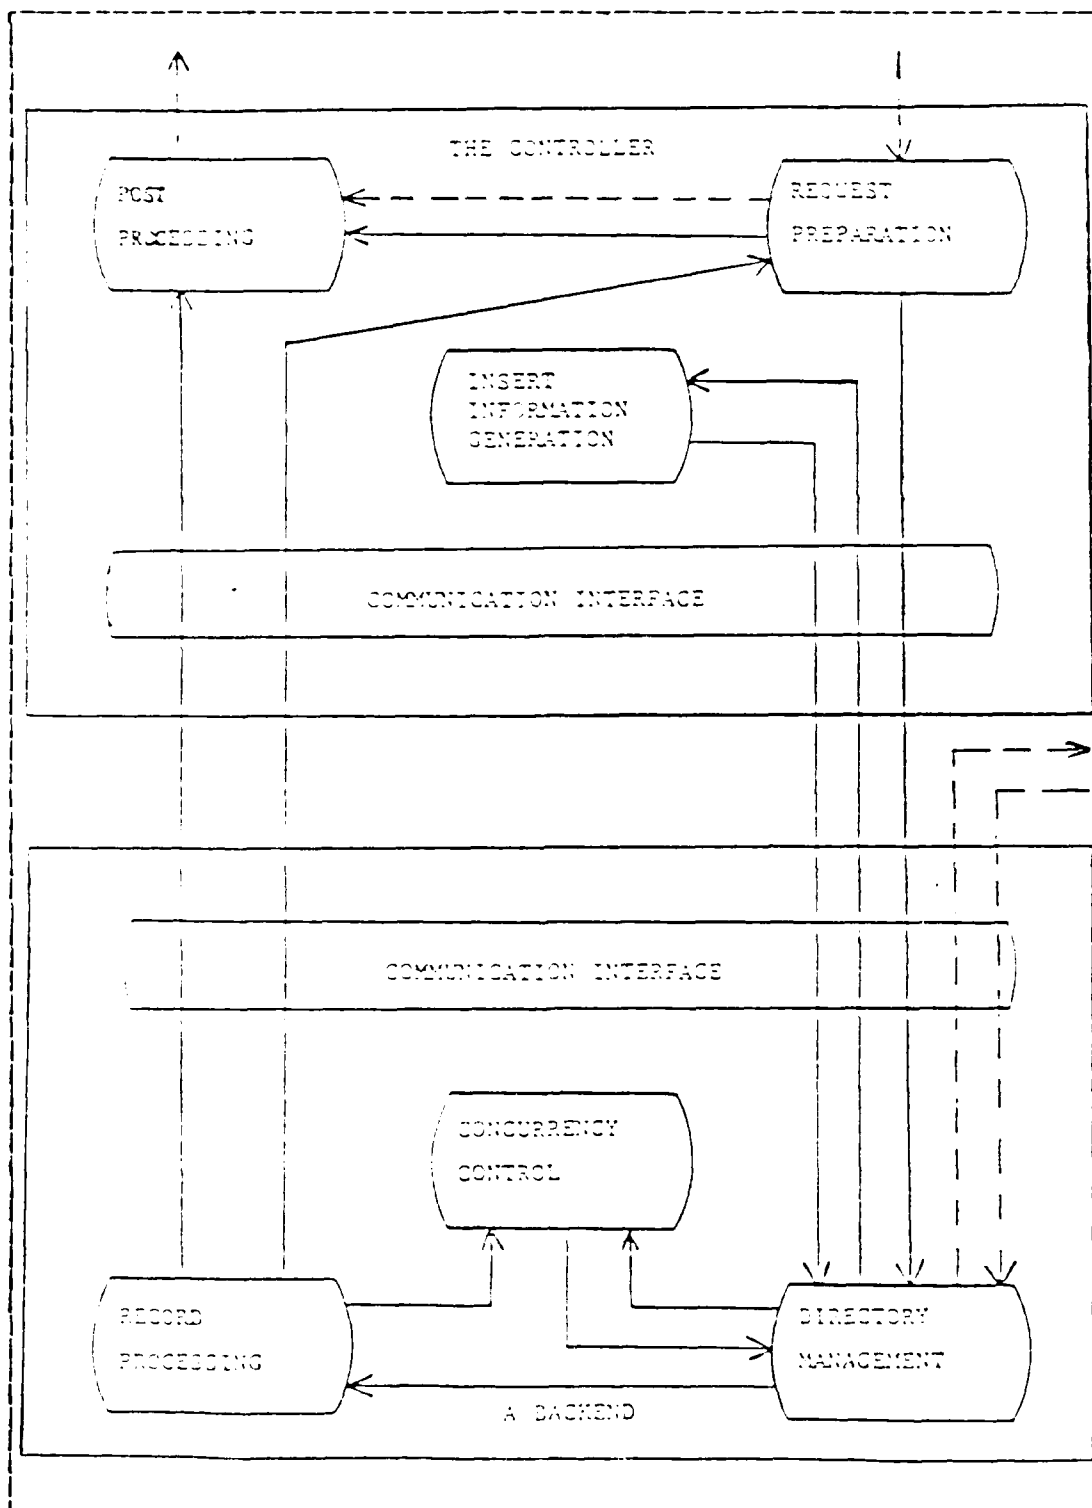 THE CONTROLLER
POST
PROCESSING
REQUEST
PREPARATION
INSERT
INFORMATION
GENERATION
COMMUNICATION INTERFACE
COMMUNICATION INTERFACE
CONCURRENCY
CONTROL
RECORD
PROCESSING
DIRECTORY
MANAGEMENT
A BACKEND